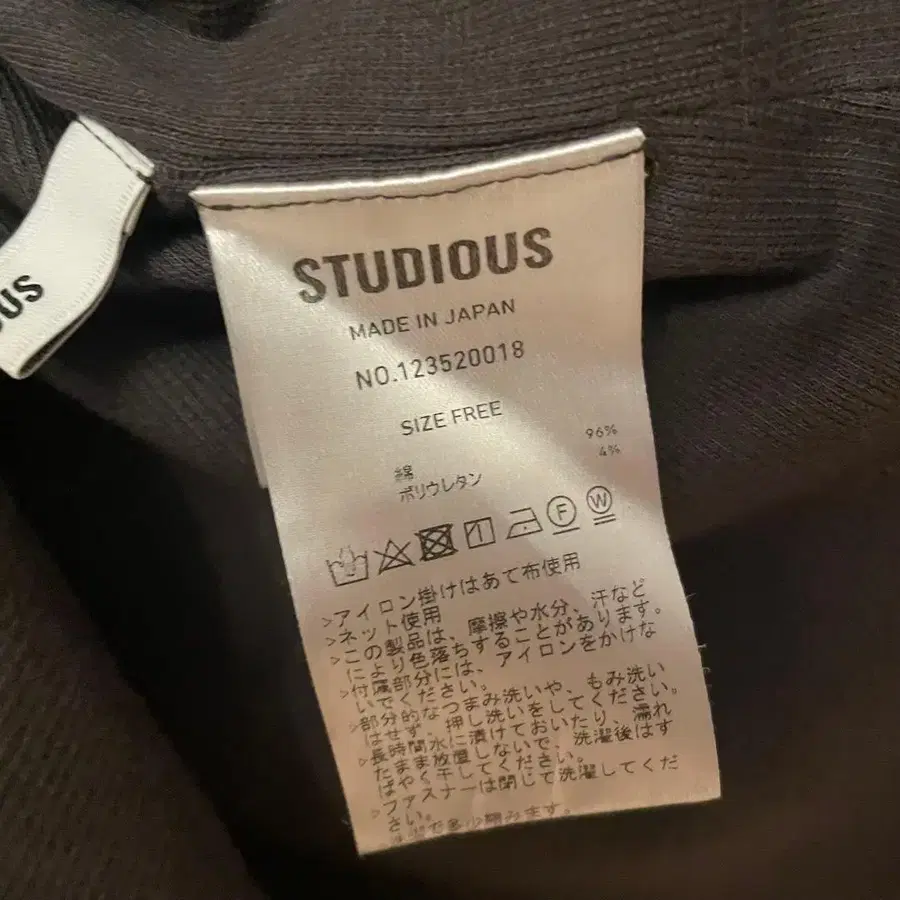 STUDIOUS
MADE IN JAPAN
NO.123520018
SIZE FREE
綿 96%
ポリウレタン 4%
F W
>アイロン掛けはあて布使用
>ネット使用
>この製品は、摩擦や水分、汗など
により色落ちすることがあります。
>付属部分には、アイロンをかけな
いでください。
>部分的なつまみ洗いや、もみ洗い
はせず、押し洗いをしてください。
>長時間水に漬けておいたり、濡れ
たまま放置しないで、洗濯後はす
ばやく干してください。
>ファスナーは閉じて洗濯してくだ
さい。
で多少縮みます。
OUS